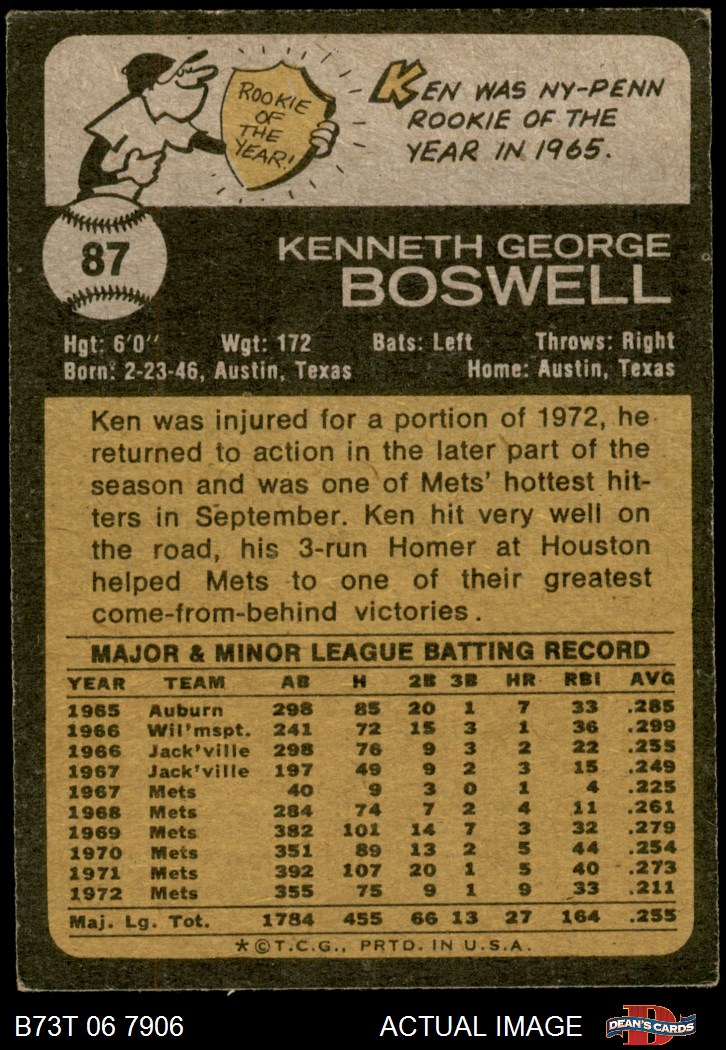 ROOKIE
OF
THE
YEAR!
KEN WAS NY-PENN
ROOKIE OF THE
YEAR IN 1965.
87
KENNETH GEORGE
BOSWELL
Hgt: 6'0" Wgt: 172 Bats: Left Throws: Right
Born: 2-23-46, Austin, Texas Home: Austin, Texas
Ken was injured for a portion of 1972, he
returned to action in the later part of the
season and was one of Mets' hottest hit-
ters in September. Ken hit very well on
the road, his 3-run Homer at Houston
helped Mets to one of their greatest
come-from-behind victories.
MAJOR & MINOR LEAGUE BATTING RECORD
YEAR TEAM AB H 2B 3B HR RBI AVG
1965 Auburn 298 85 20 1 7 33 .285
1966 Wil'mspt. 241 72 15 3 1 36 .299
1966 Jack'ville 298 76 9 3 2 22 .255
1967 Jack'ville 197 49 9 2 3 15 .249
1967 Mets 40 9 3 0 1 4 .225
1968 Mets 284 74 7 2 4 11 .261
1969 Mets 382 101 14 7 3 32 .279
1970 Mets 351 89 13 2 5 44 .254
1971 Mets 392 107 20 1 5 40 .273
1972 Mets 355 75 9 1 9 33 .211
Maj. Lg. Tot. 1784 455 66 13 27 164 .255
*©T.C.G., PRTD. IN U.S.A.
B73T 06 7906 ACTUAL IMAGE D DEAN'S CARDS